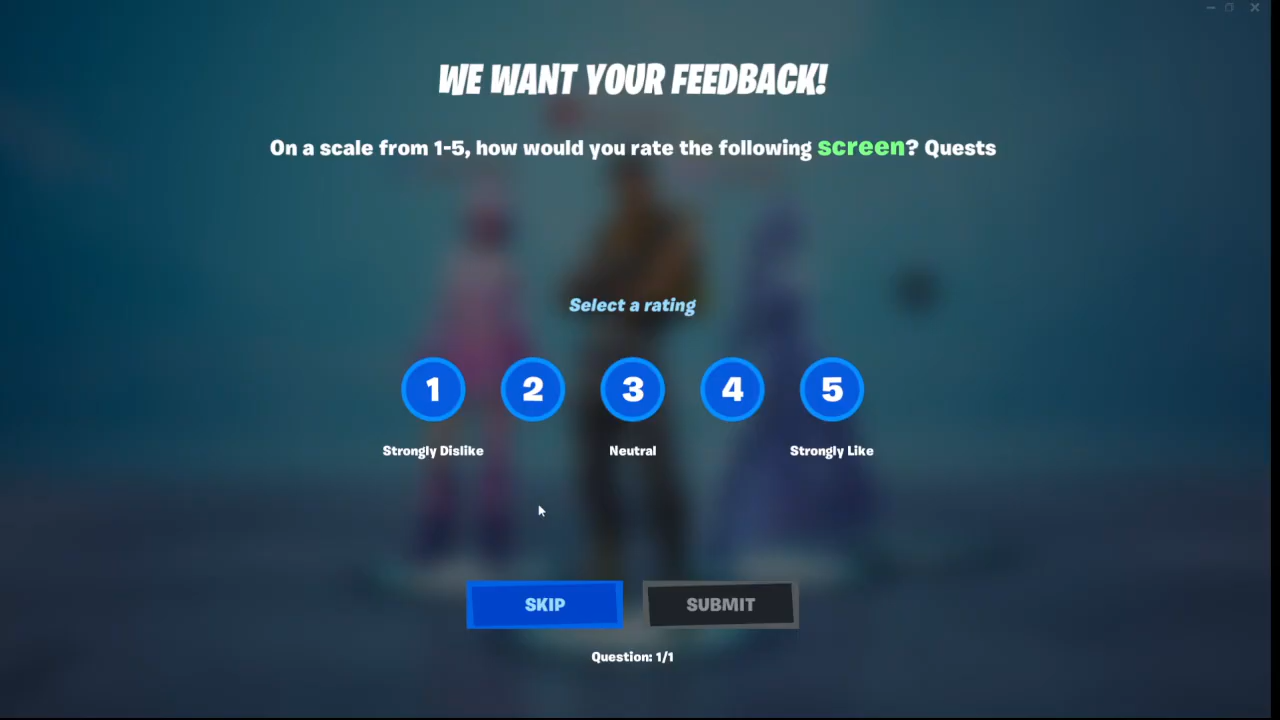 WE WANT YOUR FEEDBACK!
On a scale from 1-5, how would you rate the following screen? Quests
Select a rating
1 2 3 4 5
Strongly Dislike Neutral Strongly Like
SKIP SUBMIT
Question: 1/1